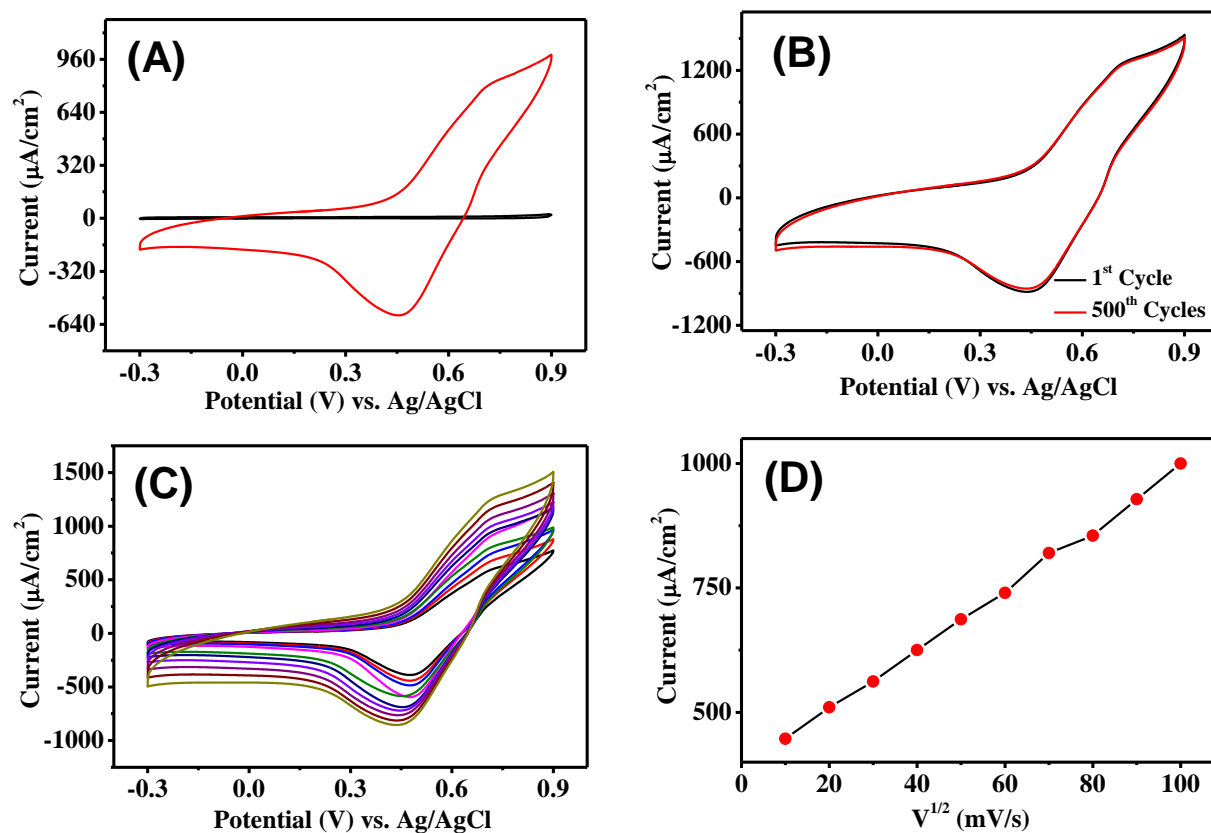 (A)
960
640
320
0
-320
-640
Current (µA/cm²)
-0.3 0.0 0.3 0.6 0.9
Potential (V) vs. Ag/AgCl
(B)
1200
600
0
-600
-1200
Current (µA/cm²)
1st Cycle
500th Cycles
-0.3 0.0 0.3 0.6 0.9
Potential (V) vs. Ag/AgCl
(C)
1500
1000
500
0
-500
-1000
Current (µA/cm²)
-0.3 0.0 0.3 0.6 0.9
Potential (V) vs. Ag/AgCl
(D)
1000
750
500
Current (µA/cm²)
0 20 40 60 80 100
V1/2 (mV/s)